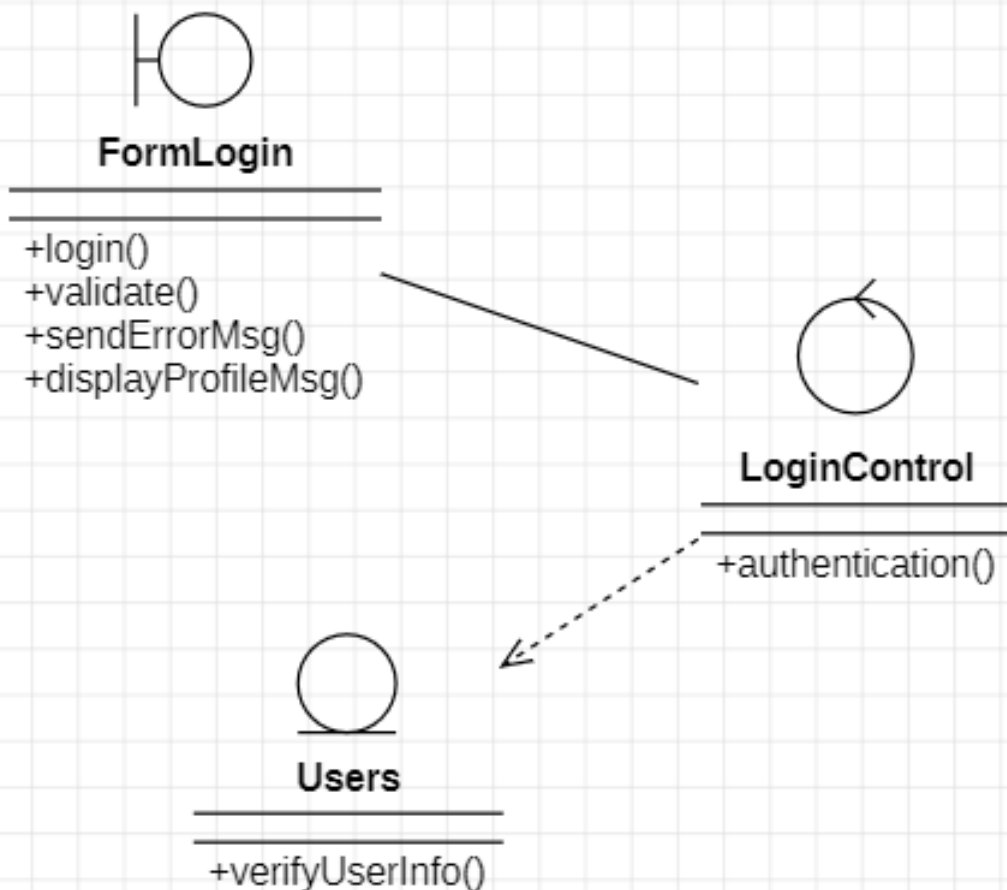 FormLogin
+login()
+validate()
+sendErrorMsg()
+displayProfileMsg()
LoginControl
+authentication()
Users
+verifyUserInfo()